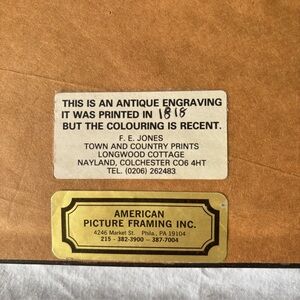 THIS IS AN ANTIQUE ENGRAVING
IT WAS PRINTED IN 1818
BUT THE COLOURING IS RECENT.
F. E. JONES
TOWN AND COUNTRY PRINTS
LONGWOOD COTTAGE
NAYLAND, COLCHESTER CO6 4HT
TEL. (0206) 262483
AMERICAN
PICTURE FRAMING INC.
4246 Market St. Phila., PA 19104
215 - 382-3900 — 387-7004